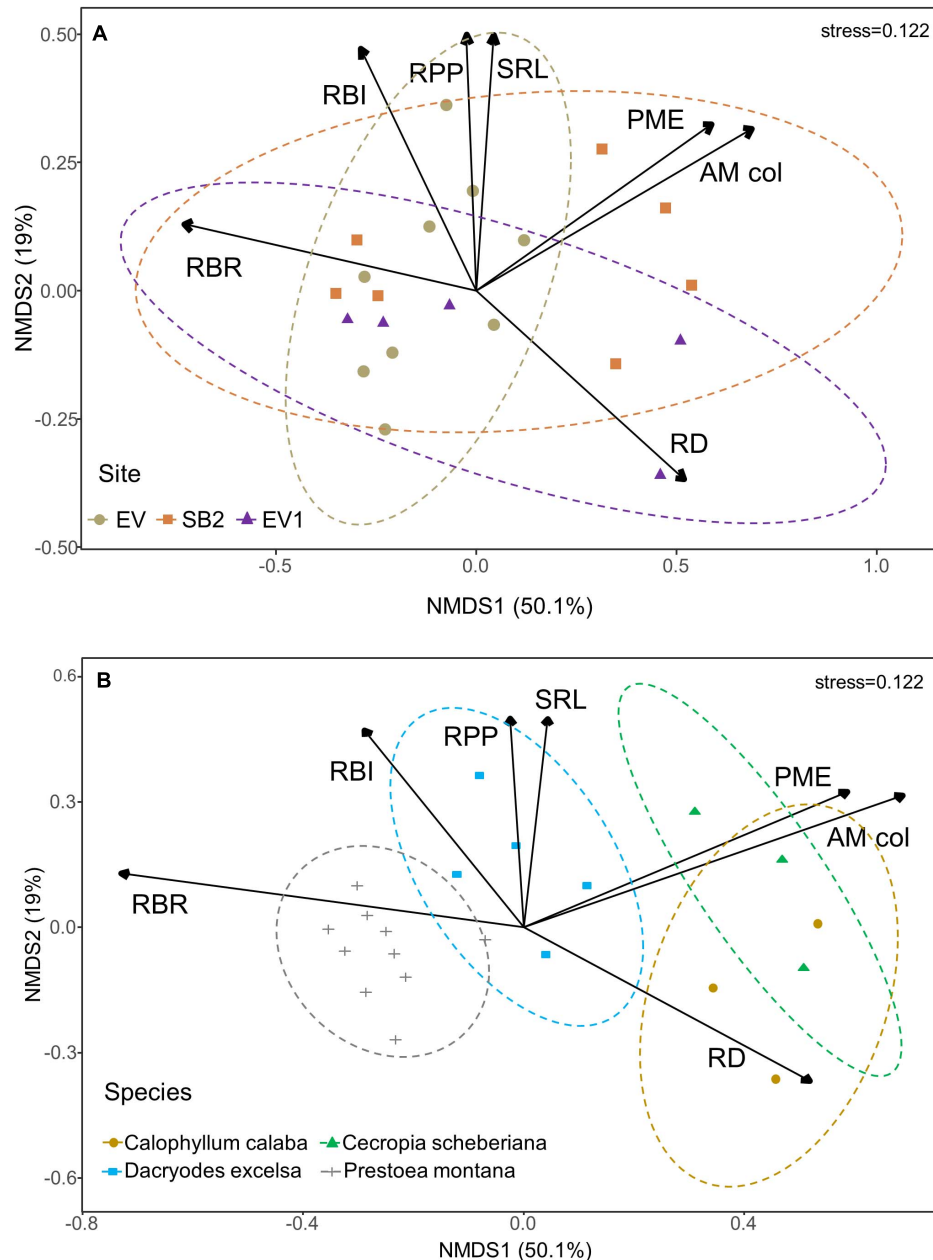 A
stress=0.122
0.50
RPP SRL
RBI
PME
0.25
AM col
RBR
0.00
NMDS2 (19%)
-0.25
RD
Site
EV SB2 EV1
-0.50
-0.5 0.0 0.5 1.0
NMDS1 (50.1%)
B
stress=0.122
0.6
SRL
RPP
RBI
PME
0.3
AM col
RBR
0.0
NMDS2 (19%)
-0.3
RD
Species
Calophyllum calaba Cecropia scheberiana
Dacryodes excelsa Prestoea montana
-0.6
-0.8 -0.4 0.0 0.4
NMDS1 (50.1%)